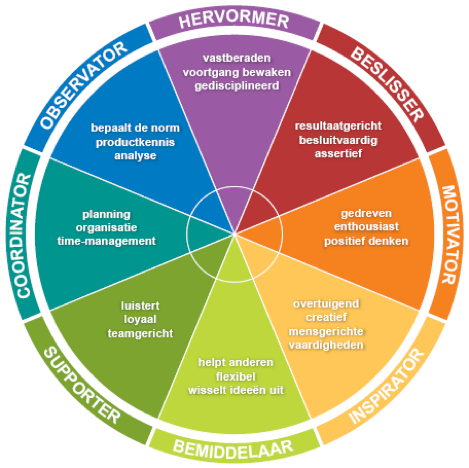 HERVORMER
vastberaden
voortgang bewaken
gedisciplineerd
BESLISSER
resultaatgericht
besluitvaardig
assertief
MOTIVATOR
gedreven
enthousiast
positief denken
INSPIRATOR
overtuigend
creatief
mensgerichte
vaardigheden
BEMIDDELAAR
helpt anderen
flexibel
wisselt ideeën uit
SUPPORTER
luistert
loyaal
teamgericht
COORDINATOR
planning
organisatie
time-management
OBSERVATOR
bepaalt de norm
productkennis
analyse